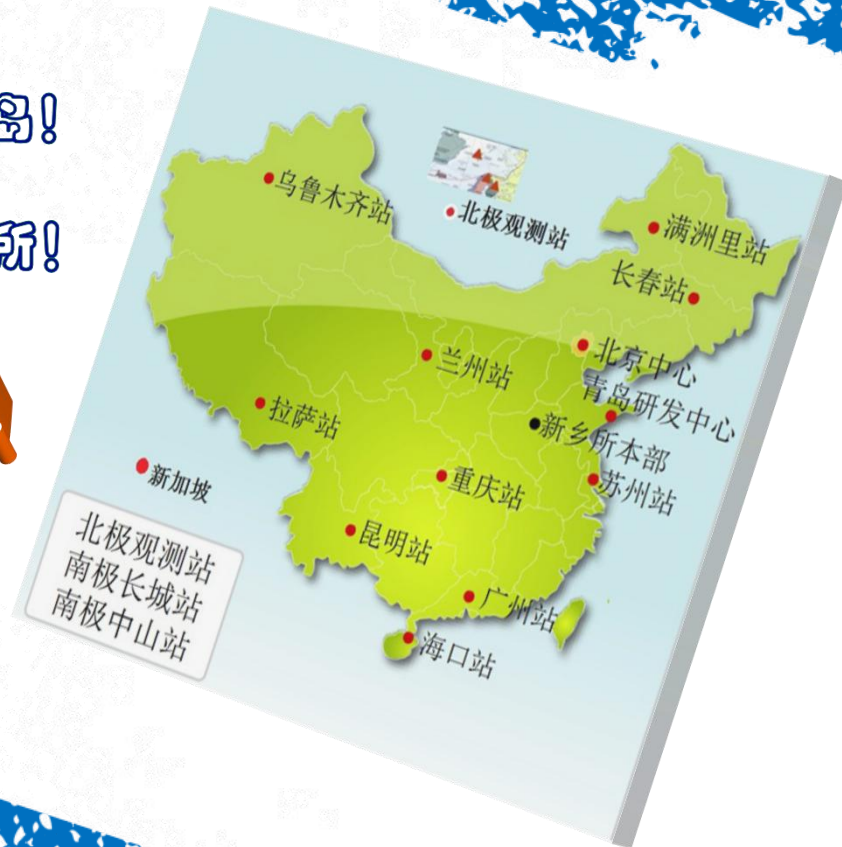 岛！
所！
乌鲁木齐站
北极观测站
满洲里站
长春站
北京中心
兰州站
青岛研发中心
拉萨站
新乡所本部
新加坡
重庆站
苏州站
昆明站
北极观测站
南极长城站
南极中山站
广州站
海口站